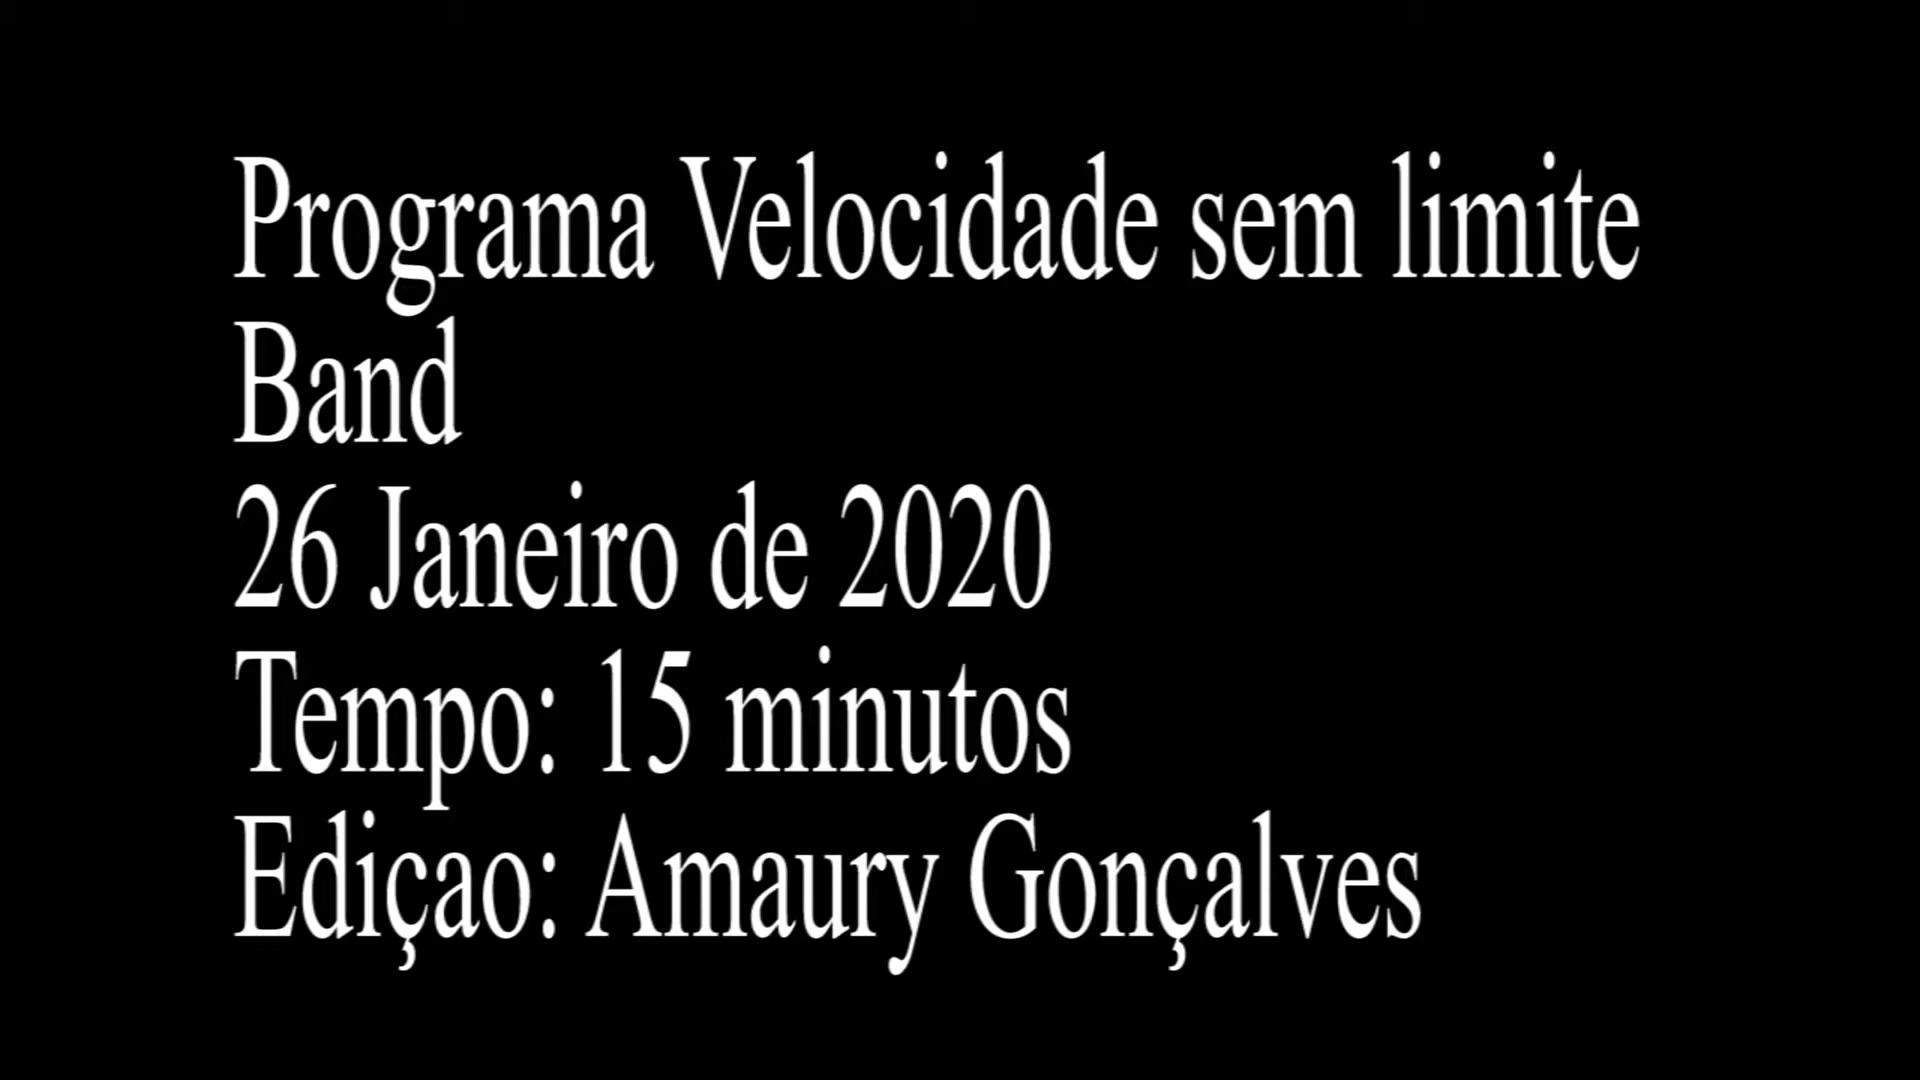 Programa Velocidade sem limite
Band
26 Janeiro de 2020
Tempo: 15 minutos
Ediçao: Amaury Gonçalves